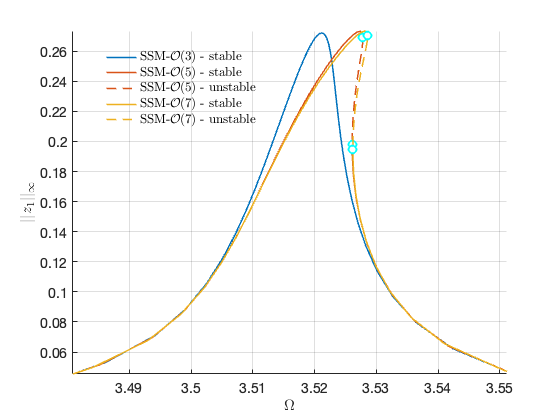 0.26
0.24
0.22
0.2
0.18
0.16
0.14
0.12
0.1
0.08
0.06
||z₁||∞
SSM-𝒪(3) - stable
SSM-𝒪(5) - stable
SSM-𝒪(5) - unstable
SSM-𝒪(7) - stable
SSM-𝒪(7) - unstable
3.49 3.5 3.51 3.52 3.53 3.54 3.55
Ω